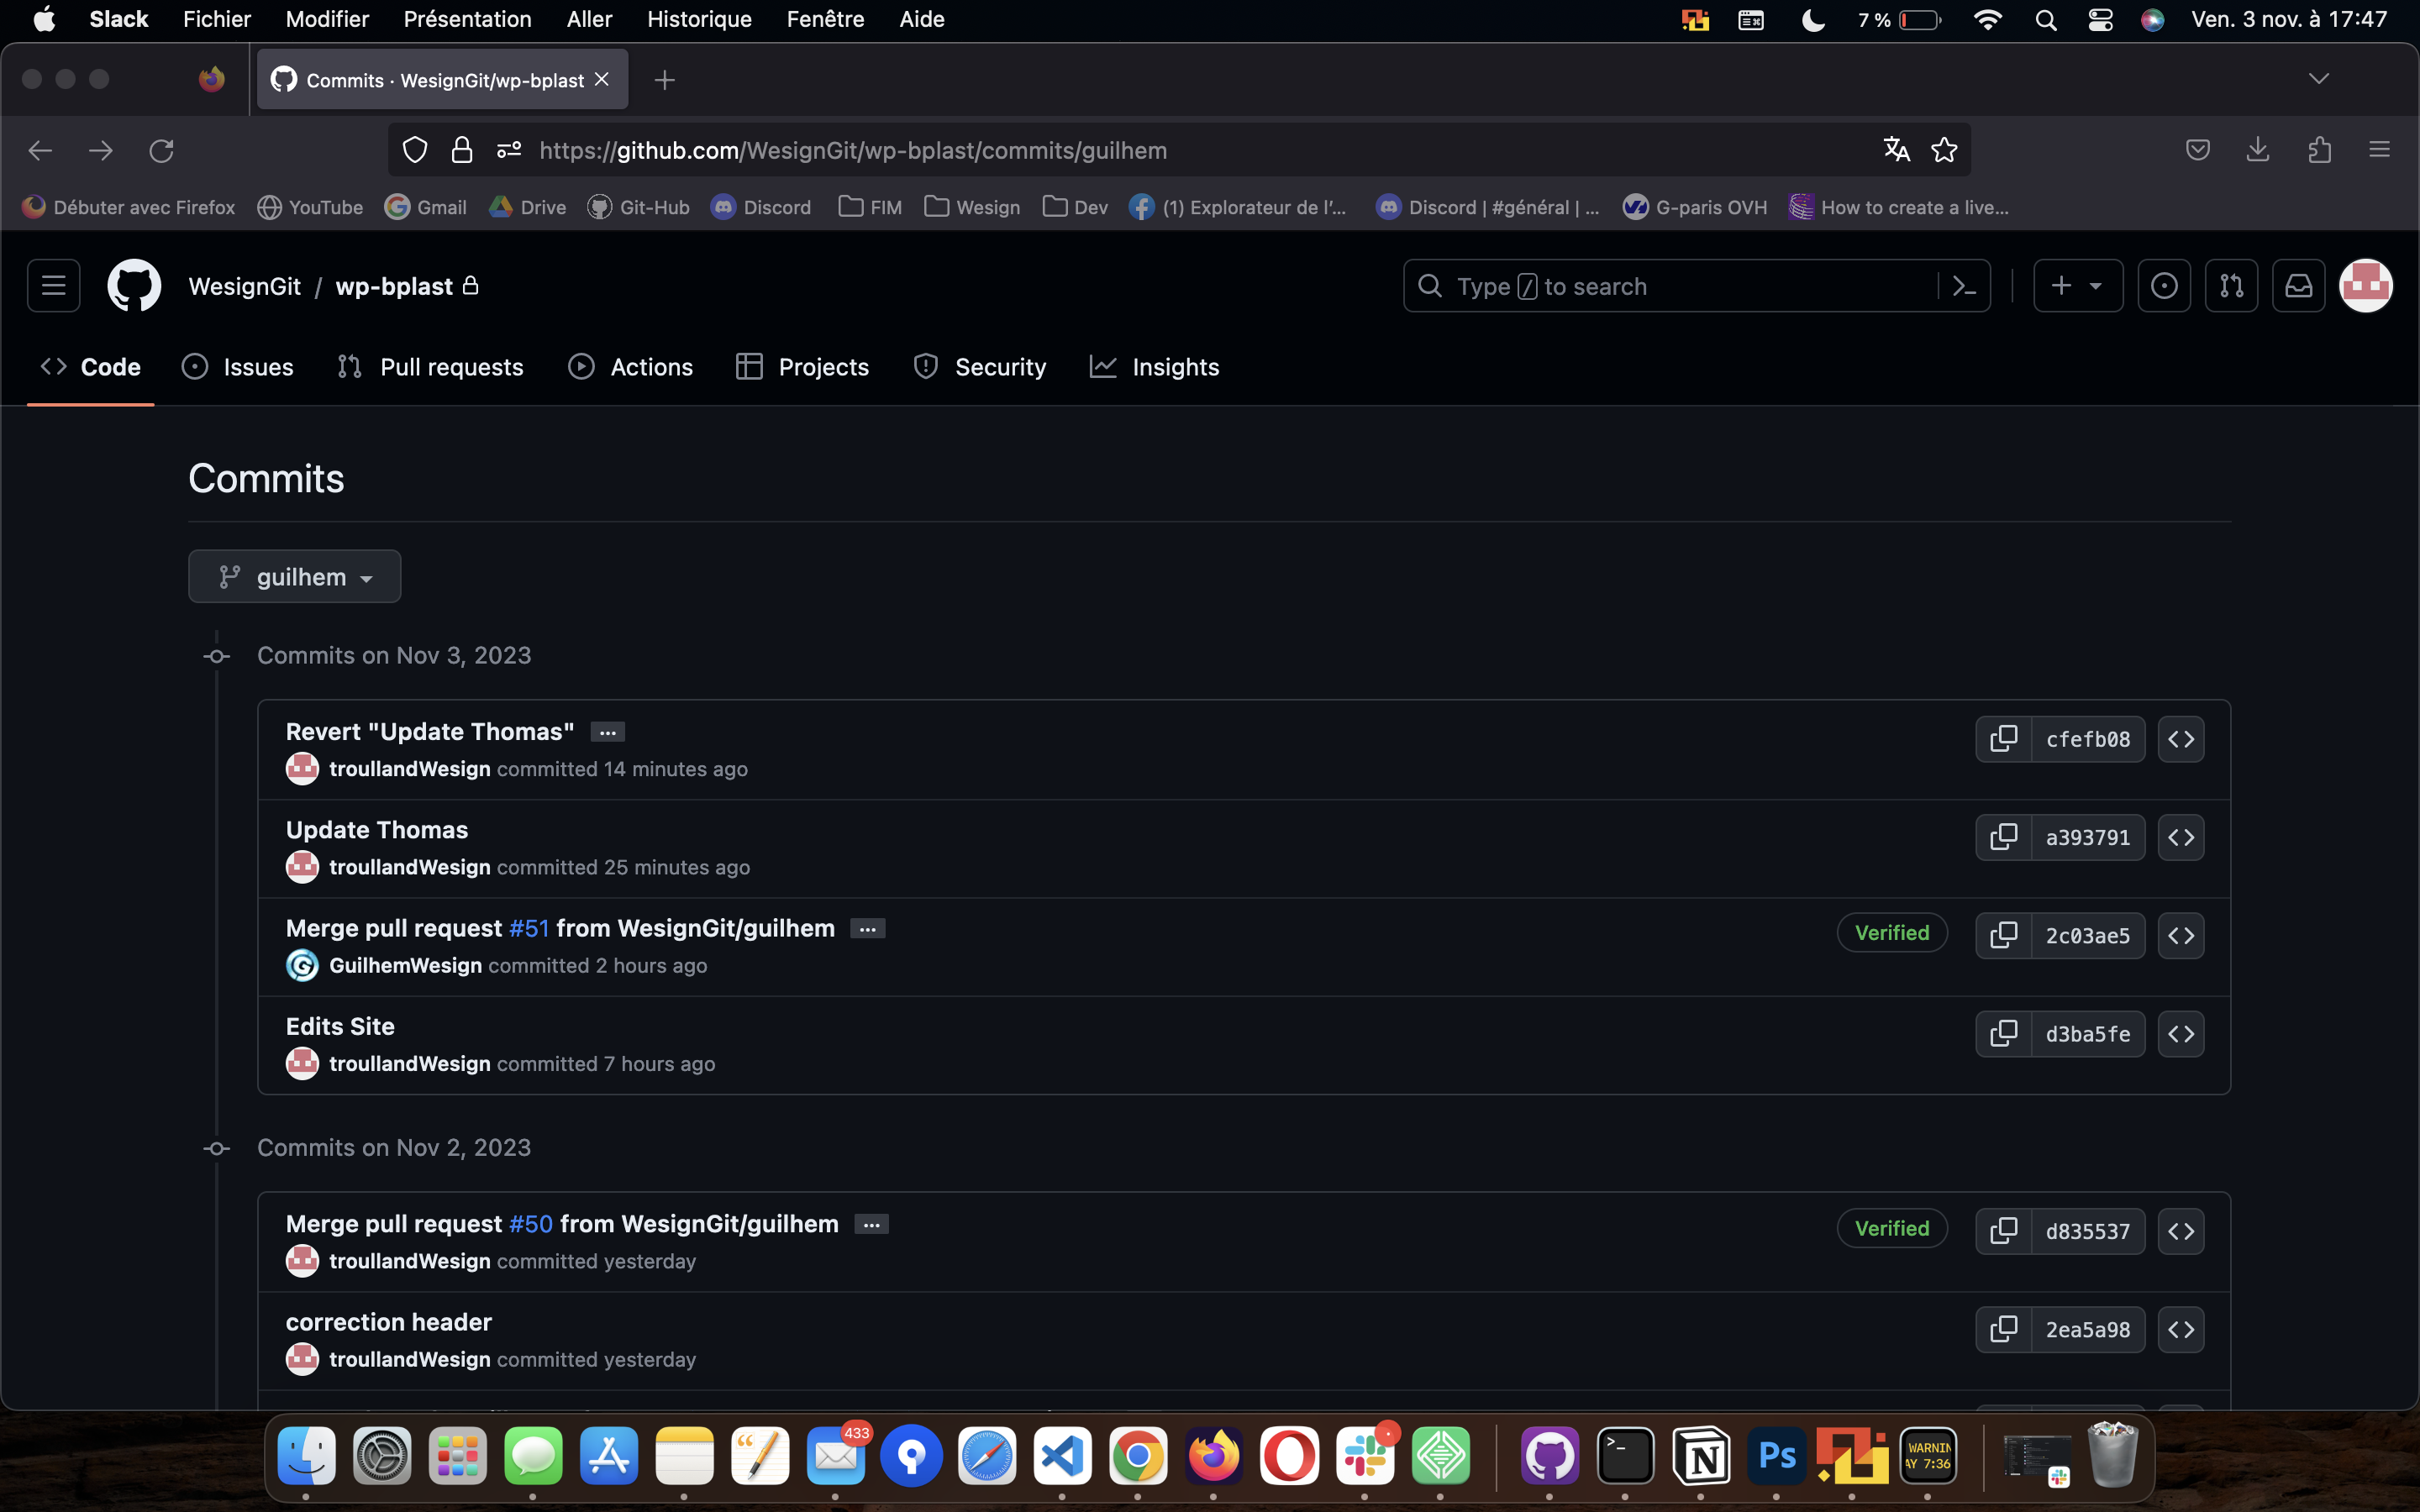 Slack Fichier Modifier Présentation Aller Historique Fenêtre Aide 7 % Ven. 3 nov. à 17:47
Commits · WesignGit/wp-bplast
https://github.com/WesignGit/wp-bplast/commits/guilhem
Débuter avec Firefox YouTube Gmail Drive Git-Hub Discord FIM Wesign Dev (1) Explorateur de l'... Discord | #général | ... G-paris OVH How to create a live...
WesignGit / wp-bplast Type / to search
Code Issues Pull requests Actions Projects Security Insights
Commits
guilhem
Commits on Nov 3, 2023
Revert "Update Thomas" ...
cfefb08
troullandWesign committed 14 minutes ago
Update Thomas
a393791
troullandWesign committed 25 minutes ago
Merge pull request #51 from WesignGit/guilhem ...
Verified 2c03ae5
GuilhemWesign committed 2 hours ago
Edits Site
d3ba5fe
troullandWesign committed 7 hours ago
Commits on Nov 2, 2023
Merge pull request #50 from WesignGit/guilhem ...
Verified d835537
troullandWesign committed yesterday
correction header
2ea5a98
troullandWesign committed yesterday
433
Ps
WARNIN
AY 7:36